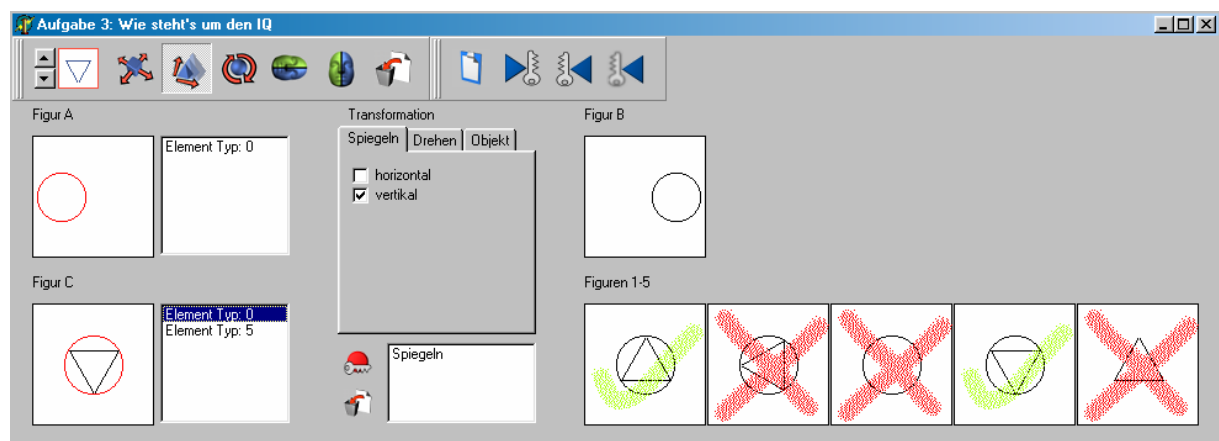 Aufgabe 3: Wie steht's um den IQ
Figur A
Transformation
Figur B
Element Typ: 0
Spiegeln Drehen Objekt
horizontal
vertikal
Figur C
Figuren 1-5
Element Typ: 0
Element Typ: 5
Spiegeln